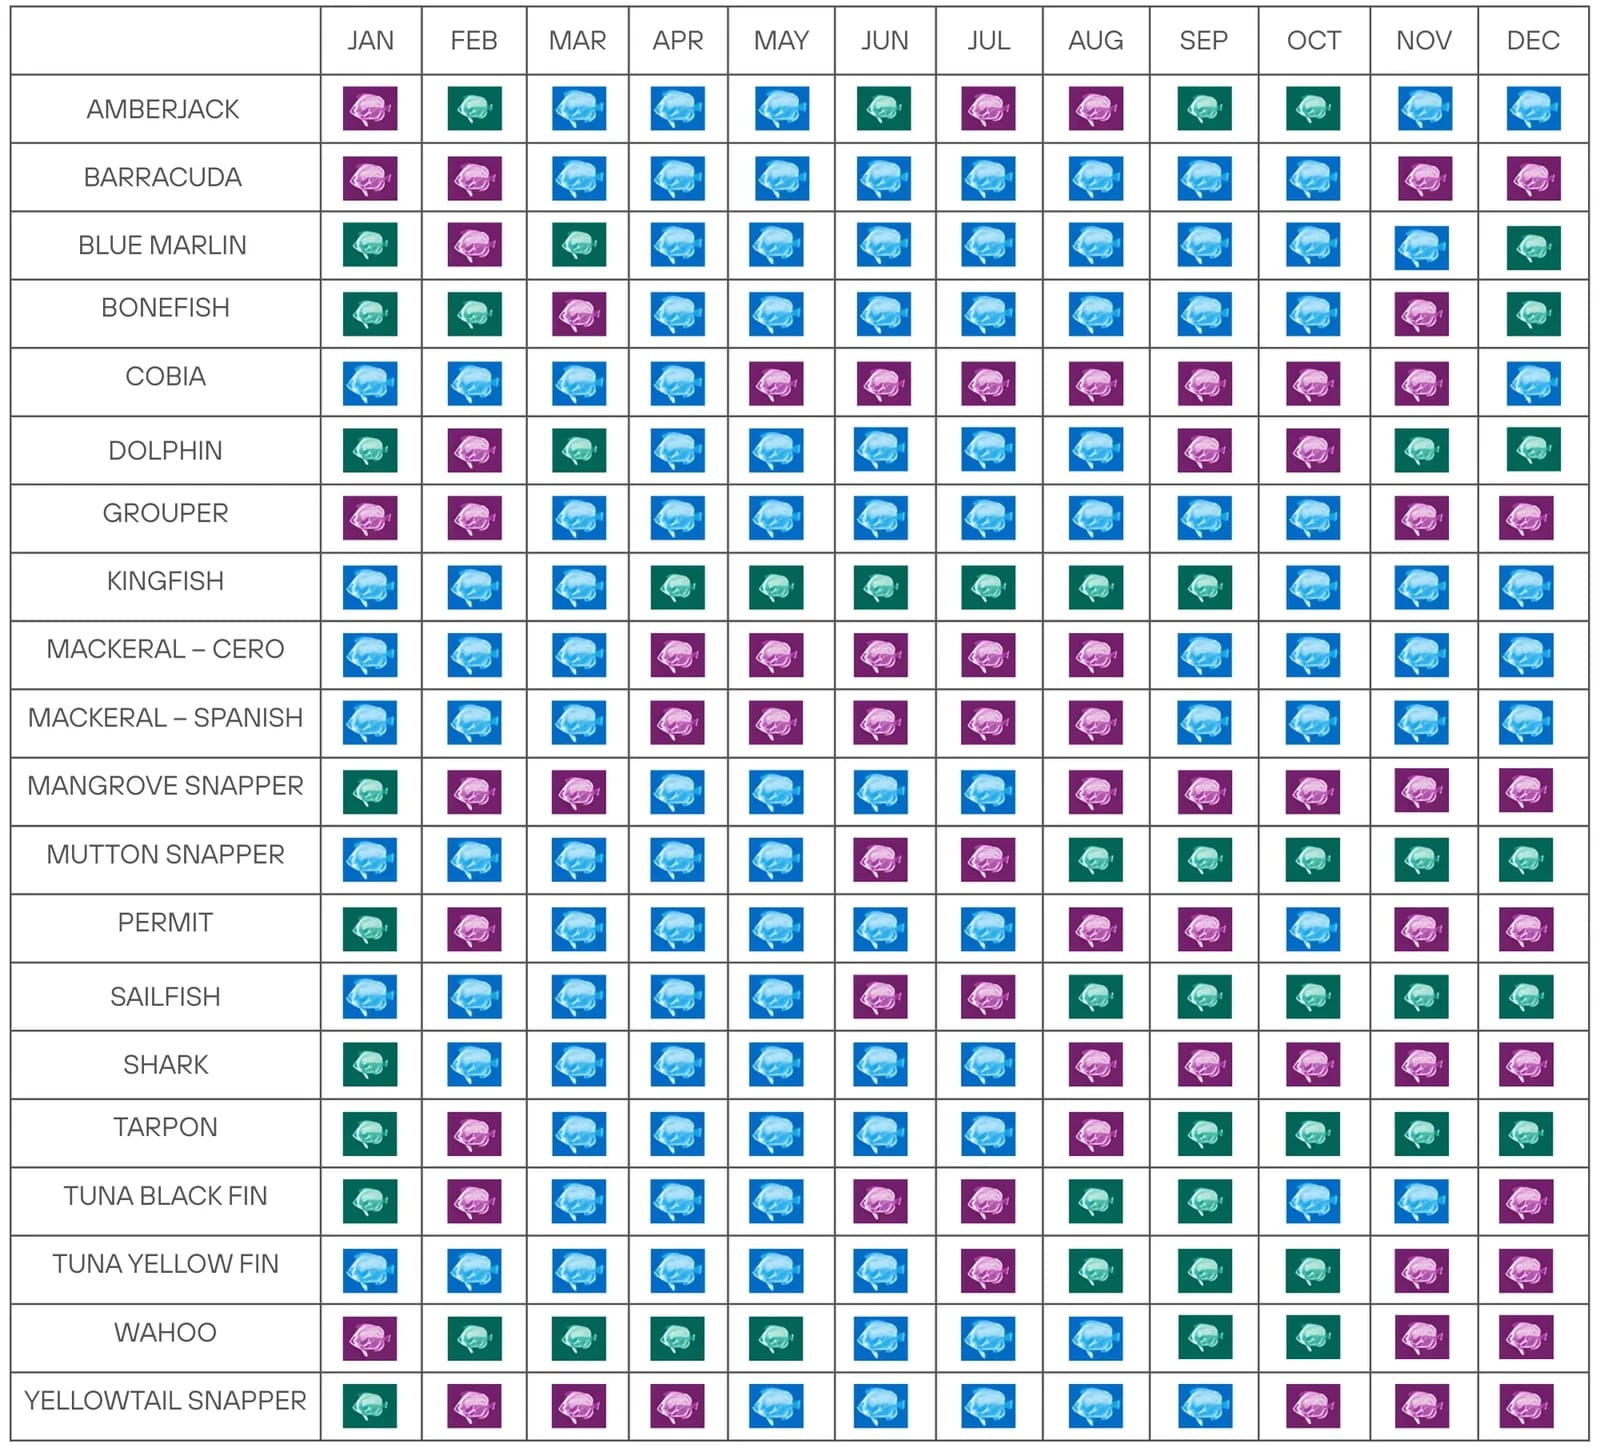 JAN FEB MAR APR MAY JUN JUL AUG SEP OCT NOV DEC
AMBERJACK
BARRACUDA
BLUE MARLIN
BONEFISH
COBIA
DOLPHIN
GROUPER
KINGFISH
MACKERAL – CERO
MACKERAL – SPANISH
MANGROVE SNAPPER
MUTTON SNAPPER
PERMIT
SAILFISH
SHARK
TARPON
TUNA BLACK FIN
TUNA YELLOW FIN
WAHOO
YELLOWTAIL SNAPPER